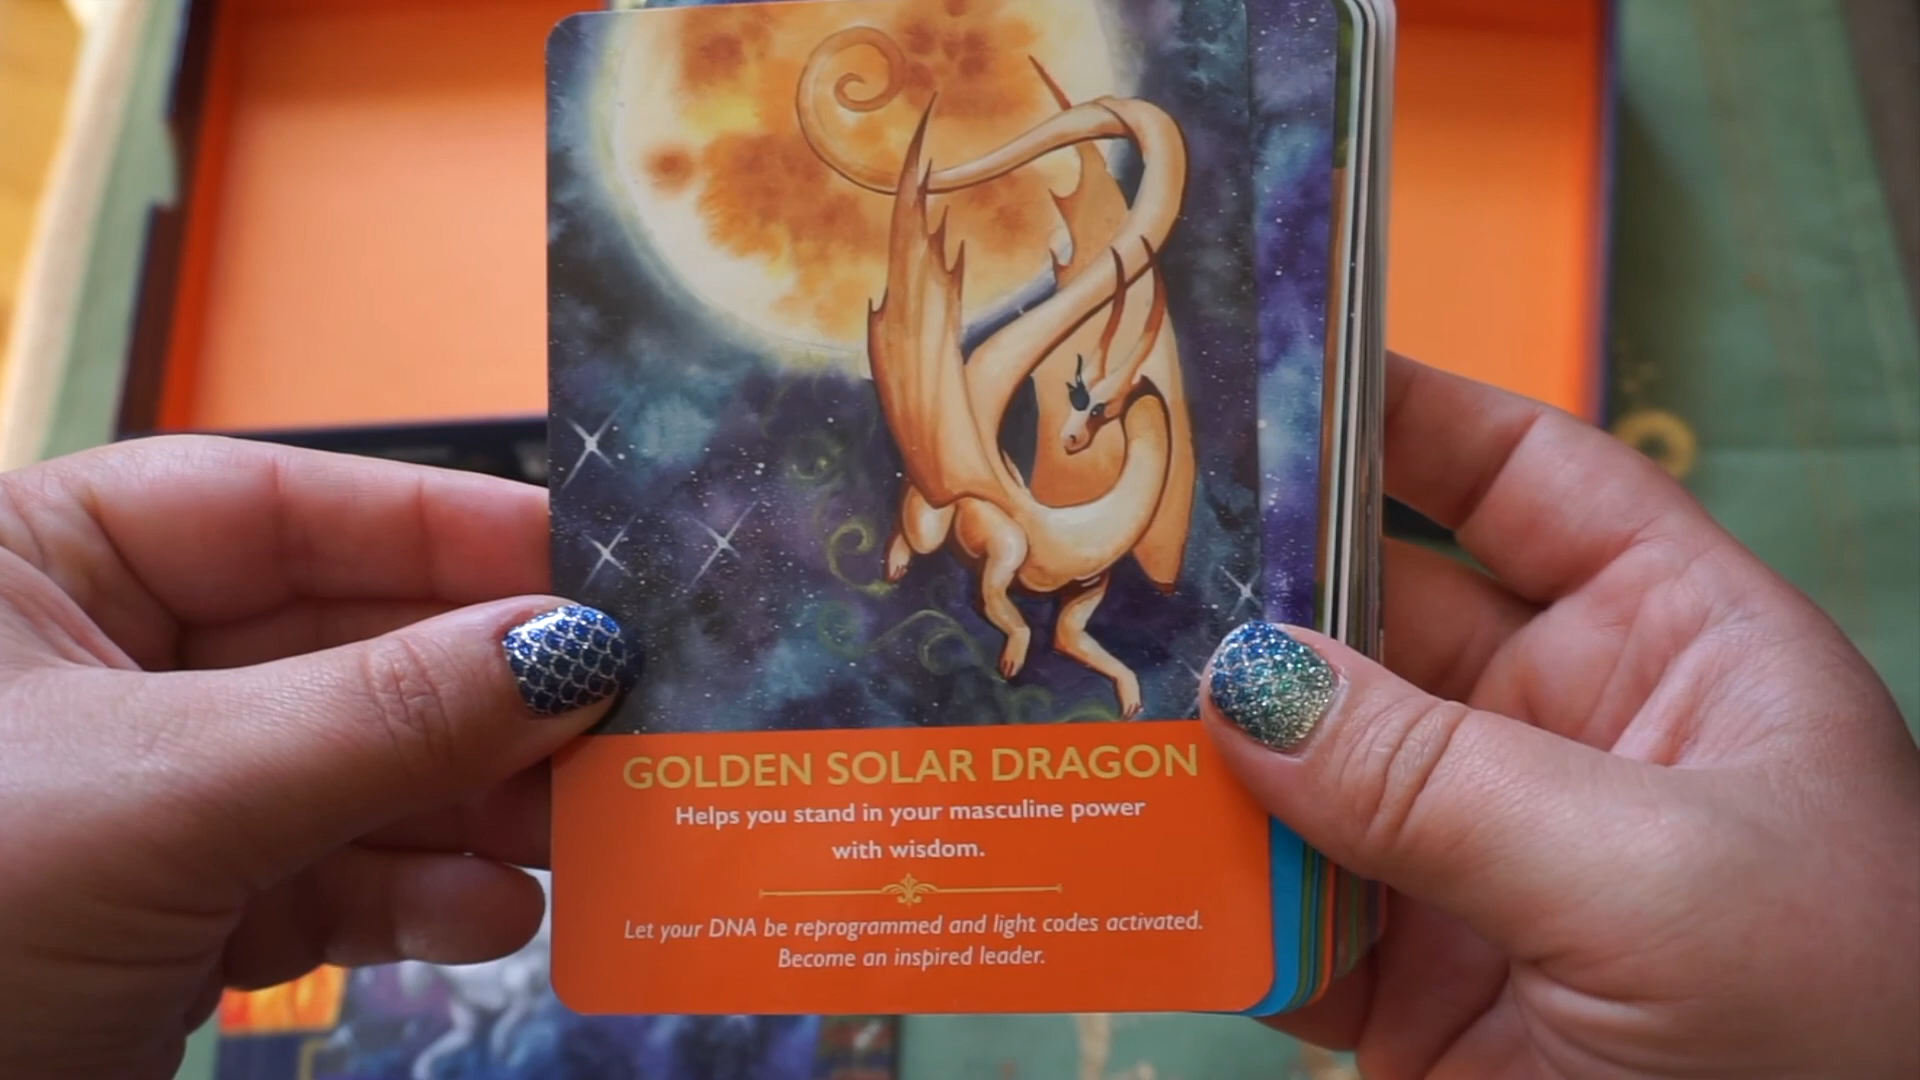 GOLDEN SOLAR DRAGON
Helps you stand in your masculine power
with wisdom.
Let your DNA be reprogrammed and light codes activated.
Become an inspired leader.